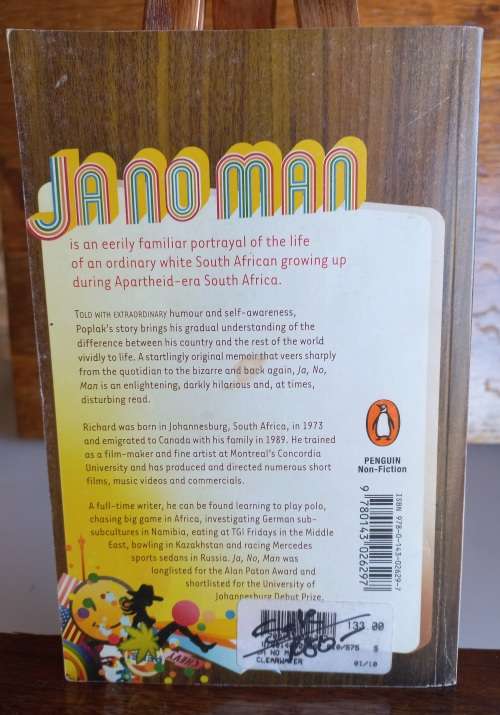 JA NO MAN
is an eerily familiar portrayal of the life
of an ordinary white South African growing up
during Apartheid-era South Africa.
TOLD WITH EXTRAORDINARY humour and self-awareness,
Poplak's story brings his gradual understanding of the
difference between his country and the rest of the world
vividly to life. A startlingly original memoir that veers sharply
from the quotidian to the bizarre and back again, Ja, No,
Man is an enlightening, darkly hilarious and, at times,
disturbing read.
Richard was born in Johannesburg, South Africa, in 1973
and emigrated to Canada with his family in 1989. He trained
as a film-maker and fine artist at Montreal's Concordia
University and has produced and directed numerous short
films, music videos and commercials.
A full-time writer, he can be found learning to play polo,
chasing big game in Africa, investigating German sub-
subcultures in Namibia, eating at TGI Fridays in the Middle
East, bowling in Kazakhstan and racing Mercedes
sports sedans in Russia. Ja, No, Man was
longlisted for the Alan Patan Award and
shortlisted for the University of
Johannesburg Debut Prize.
PENGUIN
Non-Fiction
ISBN 978-0-143-02629-7
9 780143 026297
133.00
JA NO M
0/575 S
CLEARWATER
01/10